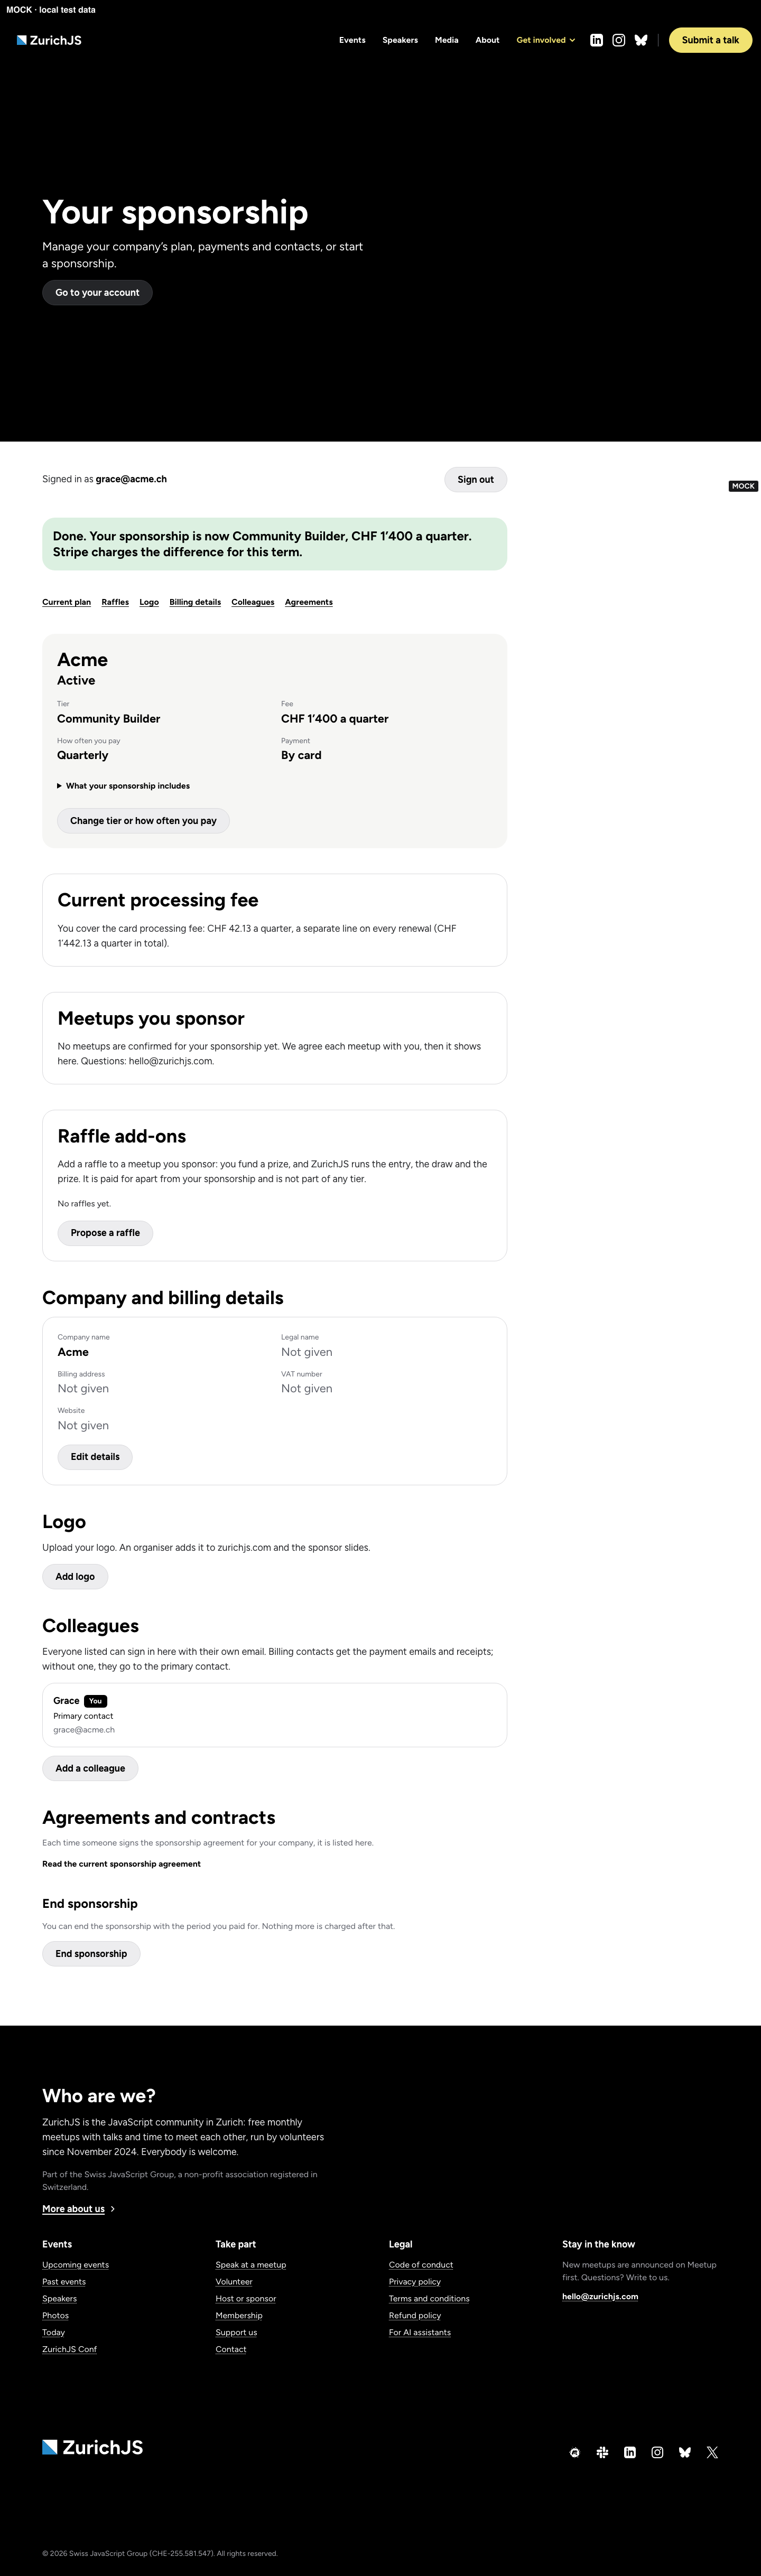 MOCK · local test data
ZurichJS
Events
Speakers
Media
About
Get involved
Submit a talk
Your sponsorship
Manage your company’s plan, payments and contacts, or start
a sponsorship.
Go to your account
Signed in as grace@acme.ch
Sign out
MOCK
Done. Your sponsorship is now Community Builder, CHF 1’400 a quarter.
Stripe charges the difference for this term.
Current plan
Raffles
Logo
Billing details
Colleagues
Agreements
Acme
Active
Tier
Community Builder
Fee
CHF 1’400 a quarter
How often you pay
Quarterly
Payment
By card
What your sponsorship includes
Change tier or how often you pay
Current processing fee
You cover the card processing fee: CHF 42.13 a quarter, a separate line on every renewal (CHF
1’442.13 a quarter in total).
Meetups you sponsor
No meetups are confirmed for your sponsorship yet. We agree each meetup with you, then it shows
here. Questions: hello@zurichjs.com.
Raffle add-ons
Add a raffle to a meetup you sponsor: you fund a prize, and ZurichJS runs the entry, the draw and the
prize. It is paid for apart from your sponsorship and is not part of any tier.
No raffles yet.
Propose a raffle
Company and billing details
Company name
Acme
Legal name
Not given
Billing address
Not given
VAT number
Not given
Website
Not given
Edit details
Logo
Upload your logo. An organiser adds it to zurichjs.com and the sponsor slides.
Add logo
Colleagues
Everyone listed can sign in here with their own email. Billing contacts get the payment emails and receipts;
without one, they go to the primary contact.
Grace You
Primary contact
grace@acme.ch
Add a colleague
Agreements and contracts
Each time someone signs the sponsorship agreement for your company, it is listed here.
Read the current sponsorship agreement
End sponsorship
You can end the sponsorship with the period you paid for. Nothing more is charged after that.
End sponsorship
Who are we?
ZurichJS is the JavaScript community in Zurich: free monthly
meetups with talks and time to meet each other, run by volunteers
since November 2024. Everybody is welcome.
Part of the Swiss JavaScript Group, a non-profit association registered in
Switzerland.
More about us
Events
Upcoming events
Past events
Speakers
Photos
Today
ZurichJS Conf
Take part
Speak at a meetup
Volunteer
Host or sponsor
Membership
Support us
Contact
Legal
Code of conduct
Privacy policy
Terms and conditions
Refund policy
For AI assistants
Stay in the know
New meetups are announced on Meetup
first. Questions? Write to us.
hello@zurichjs.com
ZurichJS
© 2026 Swiss JavaScript Group (CHE-255.581.547). All rights reserved.